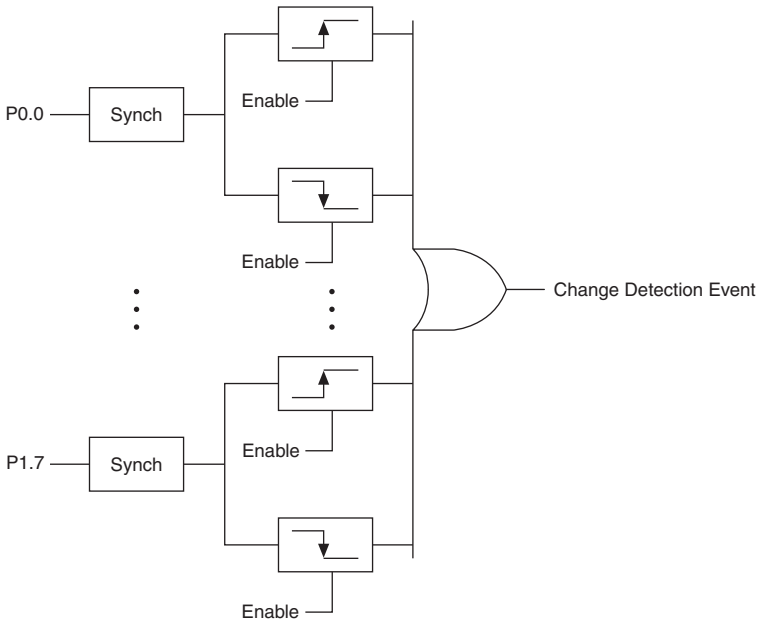 Enable
P0.0
Synch
Enable
Change Detection Event
Enable
P1.7
Synch
Enable